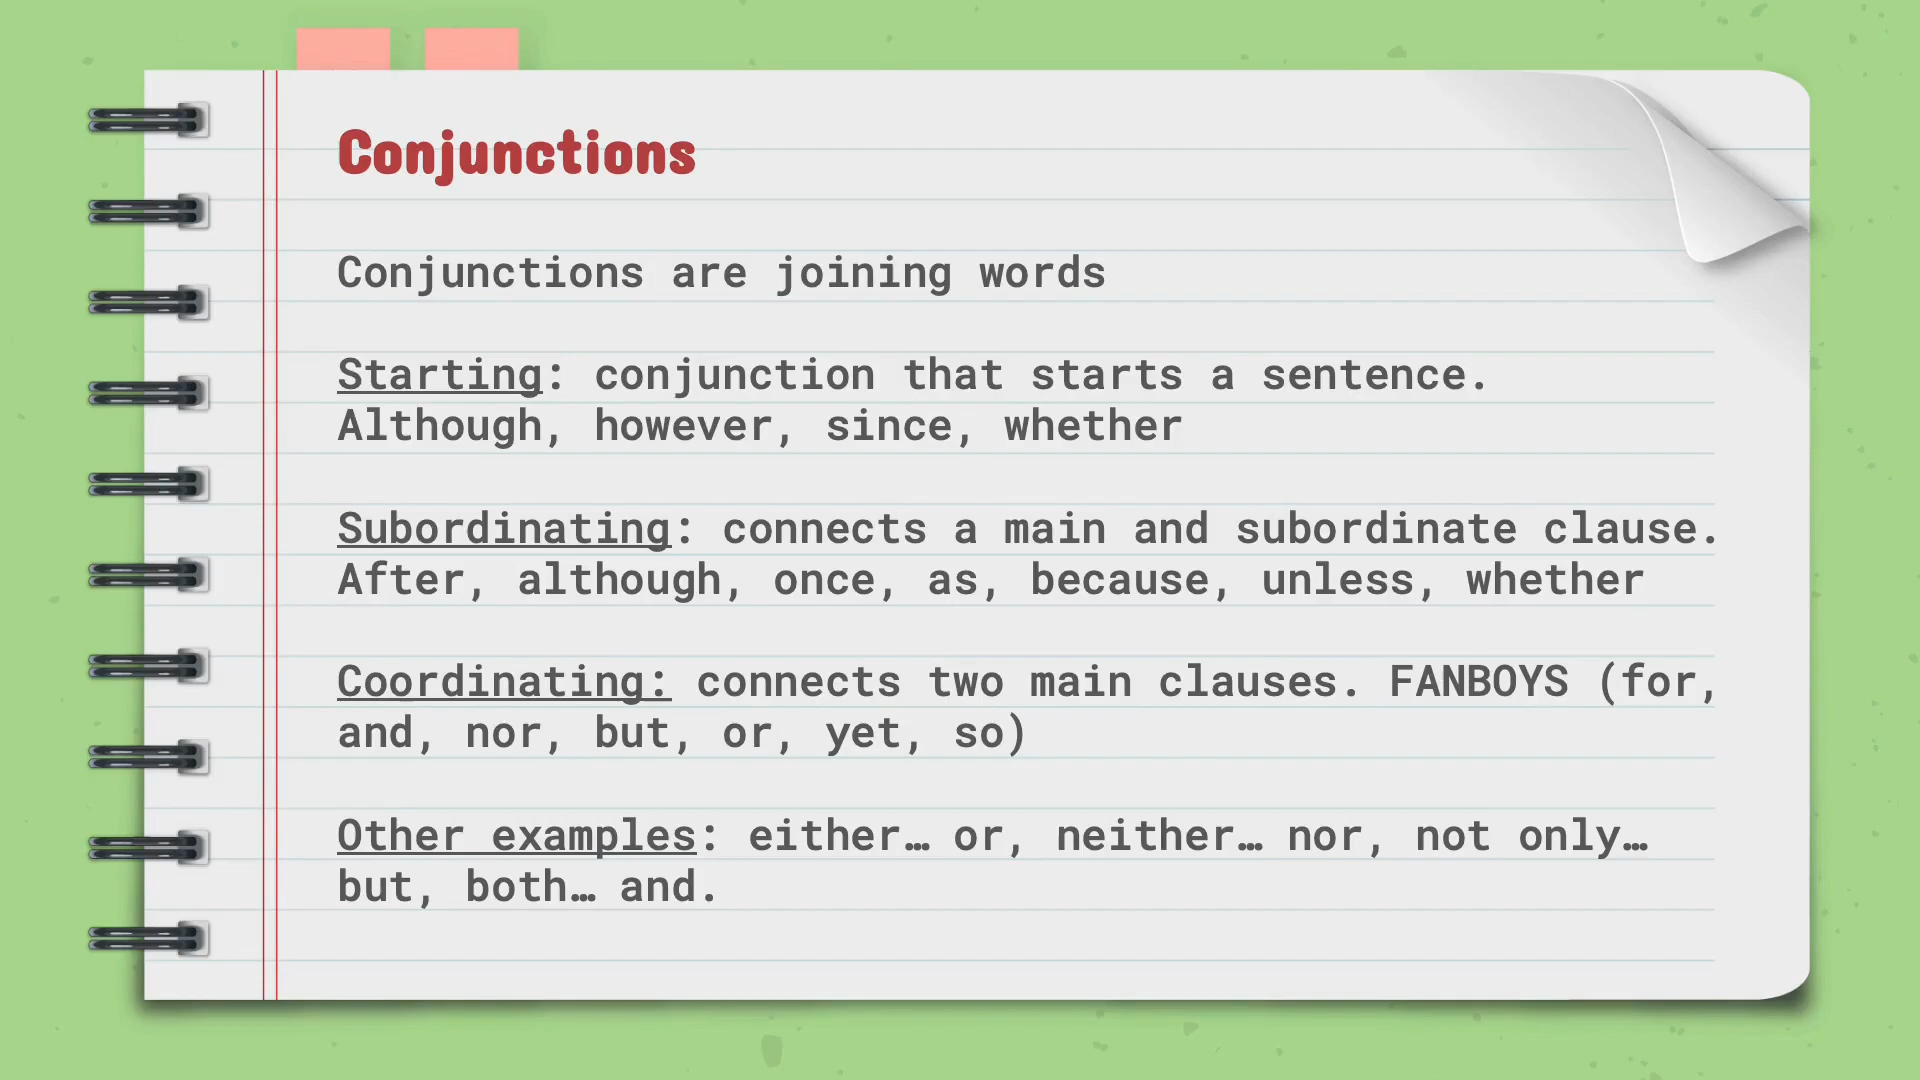 Conjunctions
Conjunctions are joining words
Starting: conjunction that starts a sentence.
Although, however, since, whether
Subordinating: connects a main and subordinate clause.
After, although, once, as, because, unless, whether
Coordinating: connects two main clauses. FANBOYS (for,
and, nor, but, or, yet, so)
Other examples: either… or, neither… nor, not only…
but, both… and.